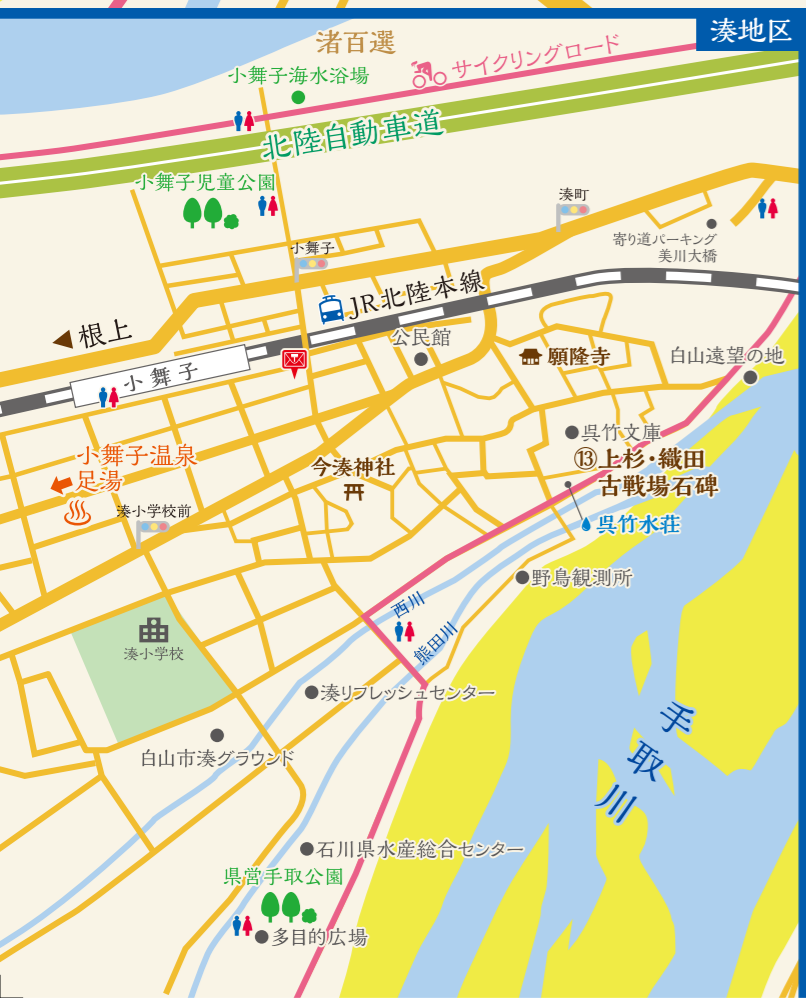 湊地区
渚百選
サイクリングロード
小舞子海水浴場
北陸自動車道
小舞子児童公園
湊町
寄り道パーキング
美川大橋
小舞子
JR北陸本線
根上
公民館
願隆寺
白山遠望の地
小舞子
呉竹文庫
小舞子温泉
足湯
今湊神社
⑬上杉・織田
古戦場石碑
湊小学校前
呉竹水荘
野鳥観測所
西川
熊田川
湊小学校
湊リフレッシュセンター
手取川
白山市湊グラウンド
石川県水産総合センター
県営手取公園
多目的広場